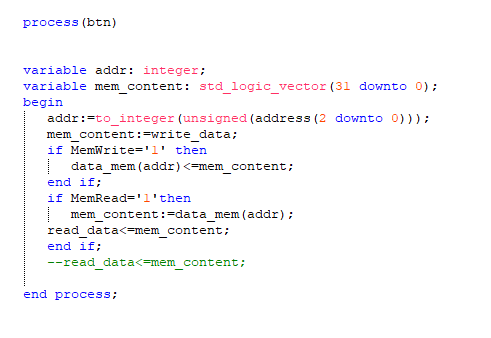 process(btn)
variable addr: integer;
variable mem_content: std_logic_vector(31 downto 0);
begin
addr:=to_integer(unsigned(address(2 downto 0)));
mem_content:=write_data;
if MemWrite='1' then
data_mem(addr)<=mem_content;
end if;
if MemRead='1'then
mem_content:=data_mem(addr);
read_data<=mem_content;
end if;
--read_data<=mem_content;
end process;